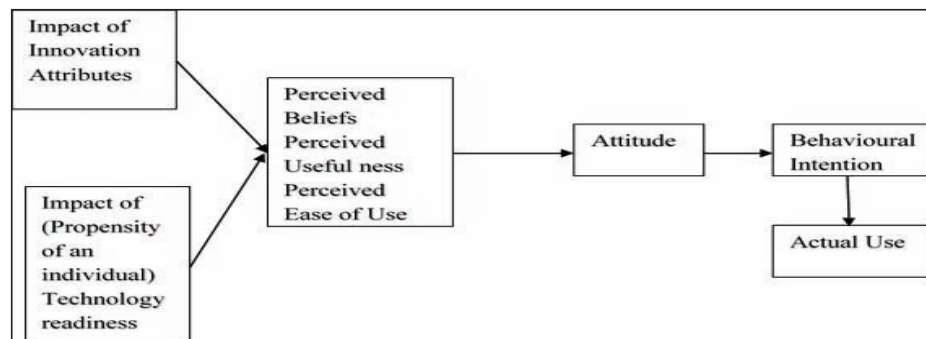 Impact of
Innovation
Attributes
Impact of
(Propensity
of an
individual)
Technology
readiness
Perceived
Beliefs
Perceived
Useful ness
Perceived
Ease of Use
Attitude
Behavioural
Intention
Actual Use